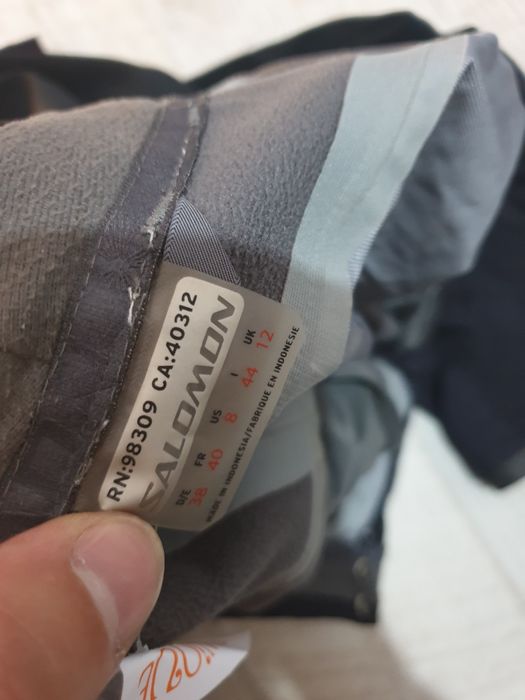 RN:98309 CA:40312
SALOMON
D/E FR US I UK
38 40 8 44 12
MADE IN INDONESIA/FABRIQUE EN INDONESIE